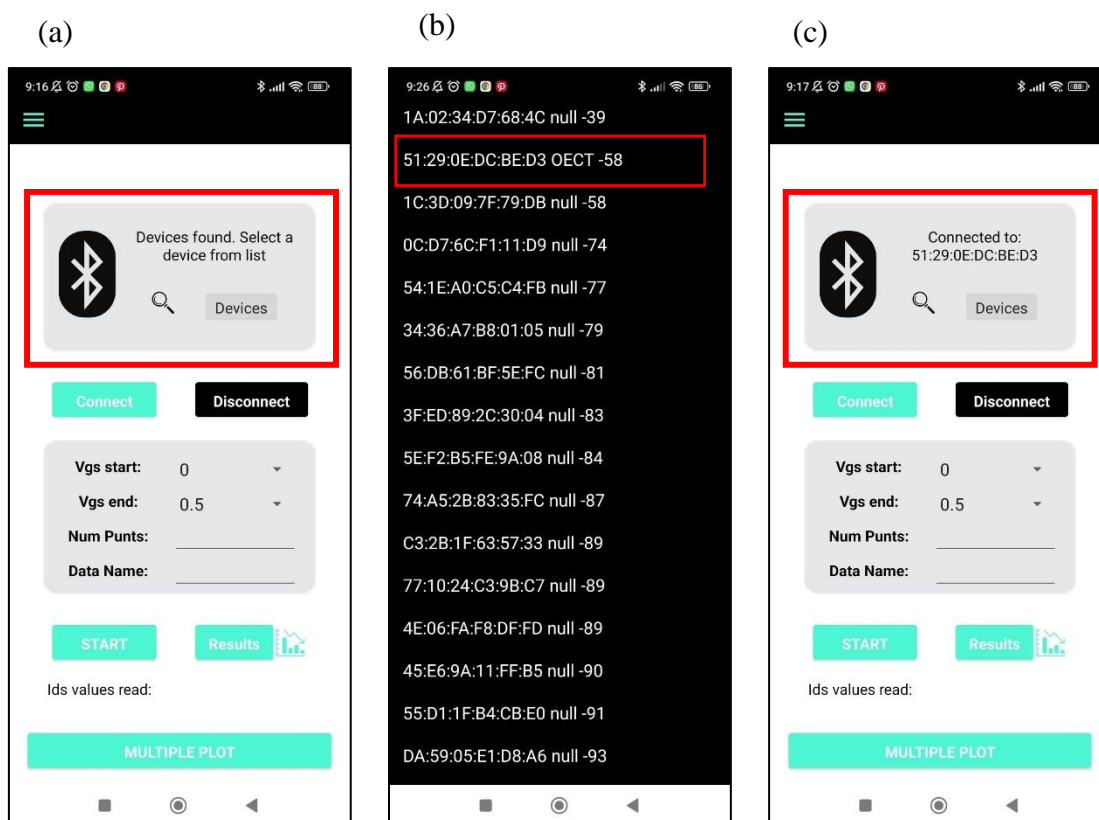 (a)
9:16
88
Devices found. Select a
device from list
Devices
Connect
Disconnect
Vgs start:
0
Vgs end:
0.5
Num Punts:
Data Name:
START
Results
Ids values read:
MULTIPLE PLOT
(b)
9:26
86
1A:02:34:D7:68:4C null -39
51:29:0E:DC:BE:D3 OECT -58
1C:3D:09:7F:79:DB null -58
0C:D7:6C:F1:11:D9 null -74
54:1E:A0:C5:C4:FB null -77
34:36:A7:B8:01:05 null -79
56:DB:61:BF:5E:FC null -81
3F:ED:89:2C:30:04 null -83
5E:F2:B5:FE:9A:08 null -84
74:A5:2B:83:35:FC null -87
C3:2B:1F:63:57:33 null -89
77:10:24:C3:9B:C7 null -89
4E:06:FA:F8:DF:FD null -89
45:E6:9A:11:FF:B5 null -90
55:D1:1F:B4:CB:E0 null -91
DA:59:05:E1:D8:A6 null -93
(c)
9:17
88
Connected to:
51:29:0E:DC:BE:D3
Devices
Connect
Disconnect
Vgs start:
0
Vgs end:
0.5
Num Punts:
Data Name:
START
Results
Ids values read:
MULTIPLE PLOT